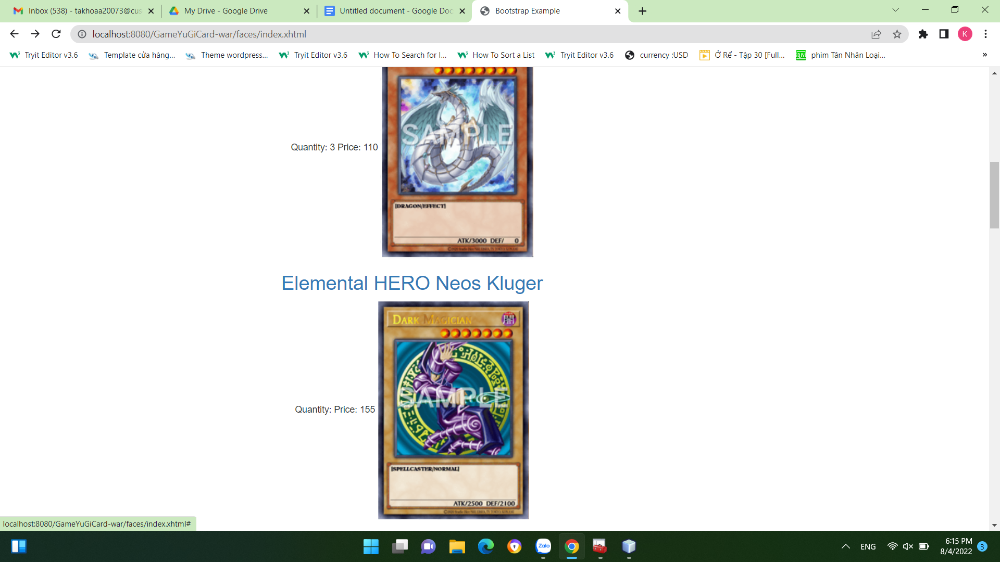 Inbox (538) - takhoaa20073@cus
My Drive - Google Drive
Untitled document - Google Doc
Bootstrap Example
localhost:8080/GameYuGiCard-war/faces/index.xhtml
K
Tryit Editor v3.6
Template cửa hàng...
Theme wordpress...
Tryit Editor v3.6
How To Search for I...
How To Sort a List
Tryit Editor v3.6
currency :USD
Ở Rể - Tập 30 [Full...
phim Tân Nhân Loại...
»
SAMPLE
Quantity: 3 Price: 110
[DRAGON/EFFECT]
ATK/3000 DEF/ 0
Elemental HERO Neos Kluger
DARK MAGICIAN
闇
SAMPLE
Quantity: Price: 155
[SPELLCASTER/NORMAL]
ATK/2500 DEF/2100
localhost:8080/GameYuGiCard-war/faces/index.xhtml#
Zalo
ENG
6:15 PM
8/4/2022
3